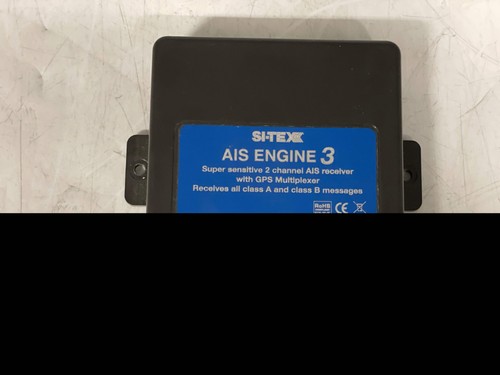 SI-TEX
AIS ENGINE 3
Super sensitive 2 channel AIS receiver
with GPS Multiplexer
Receives all class A and class B messages
RoHS
CE